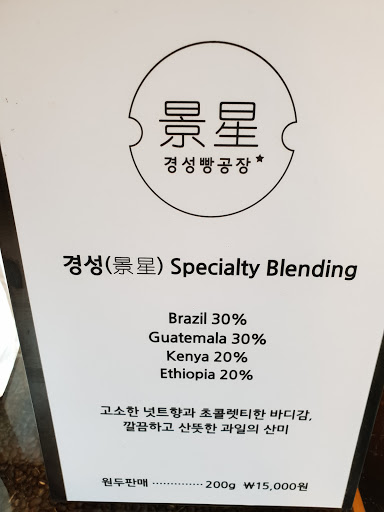 景星
경성빵공장★
경성(景星) Specialty Blending
Brazil 30%
Guatemala 30%
Kenya 20%
Ethiopia 20%
고소한 넛트향과 초콜렛티한 바디감,
깔끔하고 산뜻한 과일의 산미
원두판매 ·············· 200g ₩15,000원